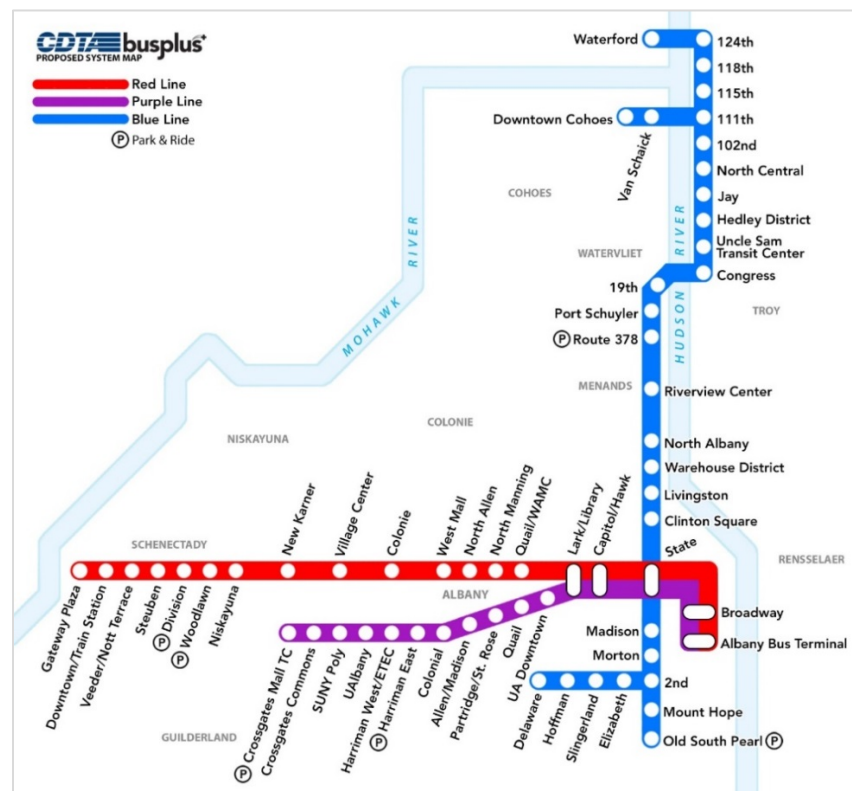 CDTA busplus+
PROPOSED SYSTEM MAP
Red Line
Purple Line
Blue Line
P Park & Ride
Waterford
124th
118th
115th
111th
Downtown Cohoes
Van Schaick
102nd
North Central
Jay
Hedley District
Uncle Sam
Transit Center
Congress
COHOES
WATERVLIET
TROY
MOHAWK RIVER
HUDSON RIVER
19th
Port Schuyler
P Route 378
MENANDS
Riverview Center
COLONIE
NISKAYUNA
North Albany
Warehouse District
Livingston
Clinton Square
State
RENSSELAER
SCHENECTADY
ALBANY
Gateway Plaza
Downtown/Train Station
Veeder/Nott Terrace
Steuben
P Division
P Woodlawn
Niskayuna
New Karner
Village Center
Colonie
West Mall
North Allen
North Manning
Quail/WAMC
Lark/Library
Capitol/Hawk
Broadway
Albany Bus Terminal
P Crossgates Mall TC
Crossgates Commons
SUNY Poly
UAlbany
Harriman West/ETEC
P Harriman East
Colonial
Allen/Madison
Partridge/St. Rose
Quail
UA Downtown
GUILDERLAND
Madison
Morton
2nd
Delaware
Hoffman
Slingerland
Elizabeth
Mount Hope
Old South Pearl P